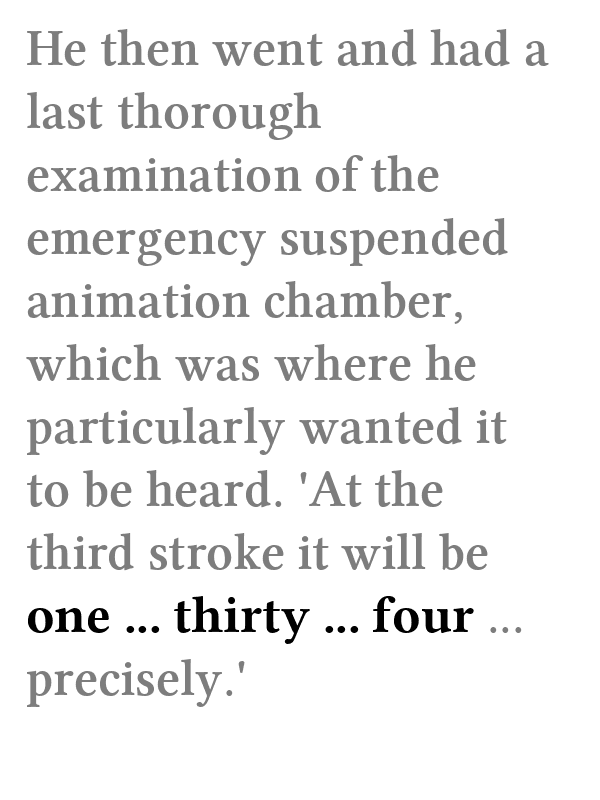 He then went and had a
last thorough
examination of the
emergency suspended
animation chamber,
which was where he
particularly wanted it
to be heard. 'At the
third stroke it will be
one ... thirty ... four ...
precisely.'